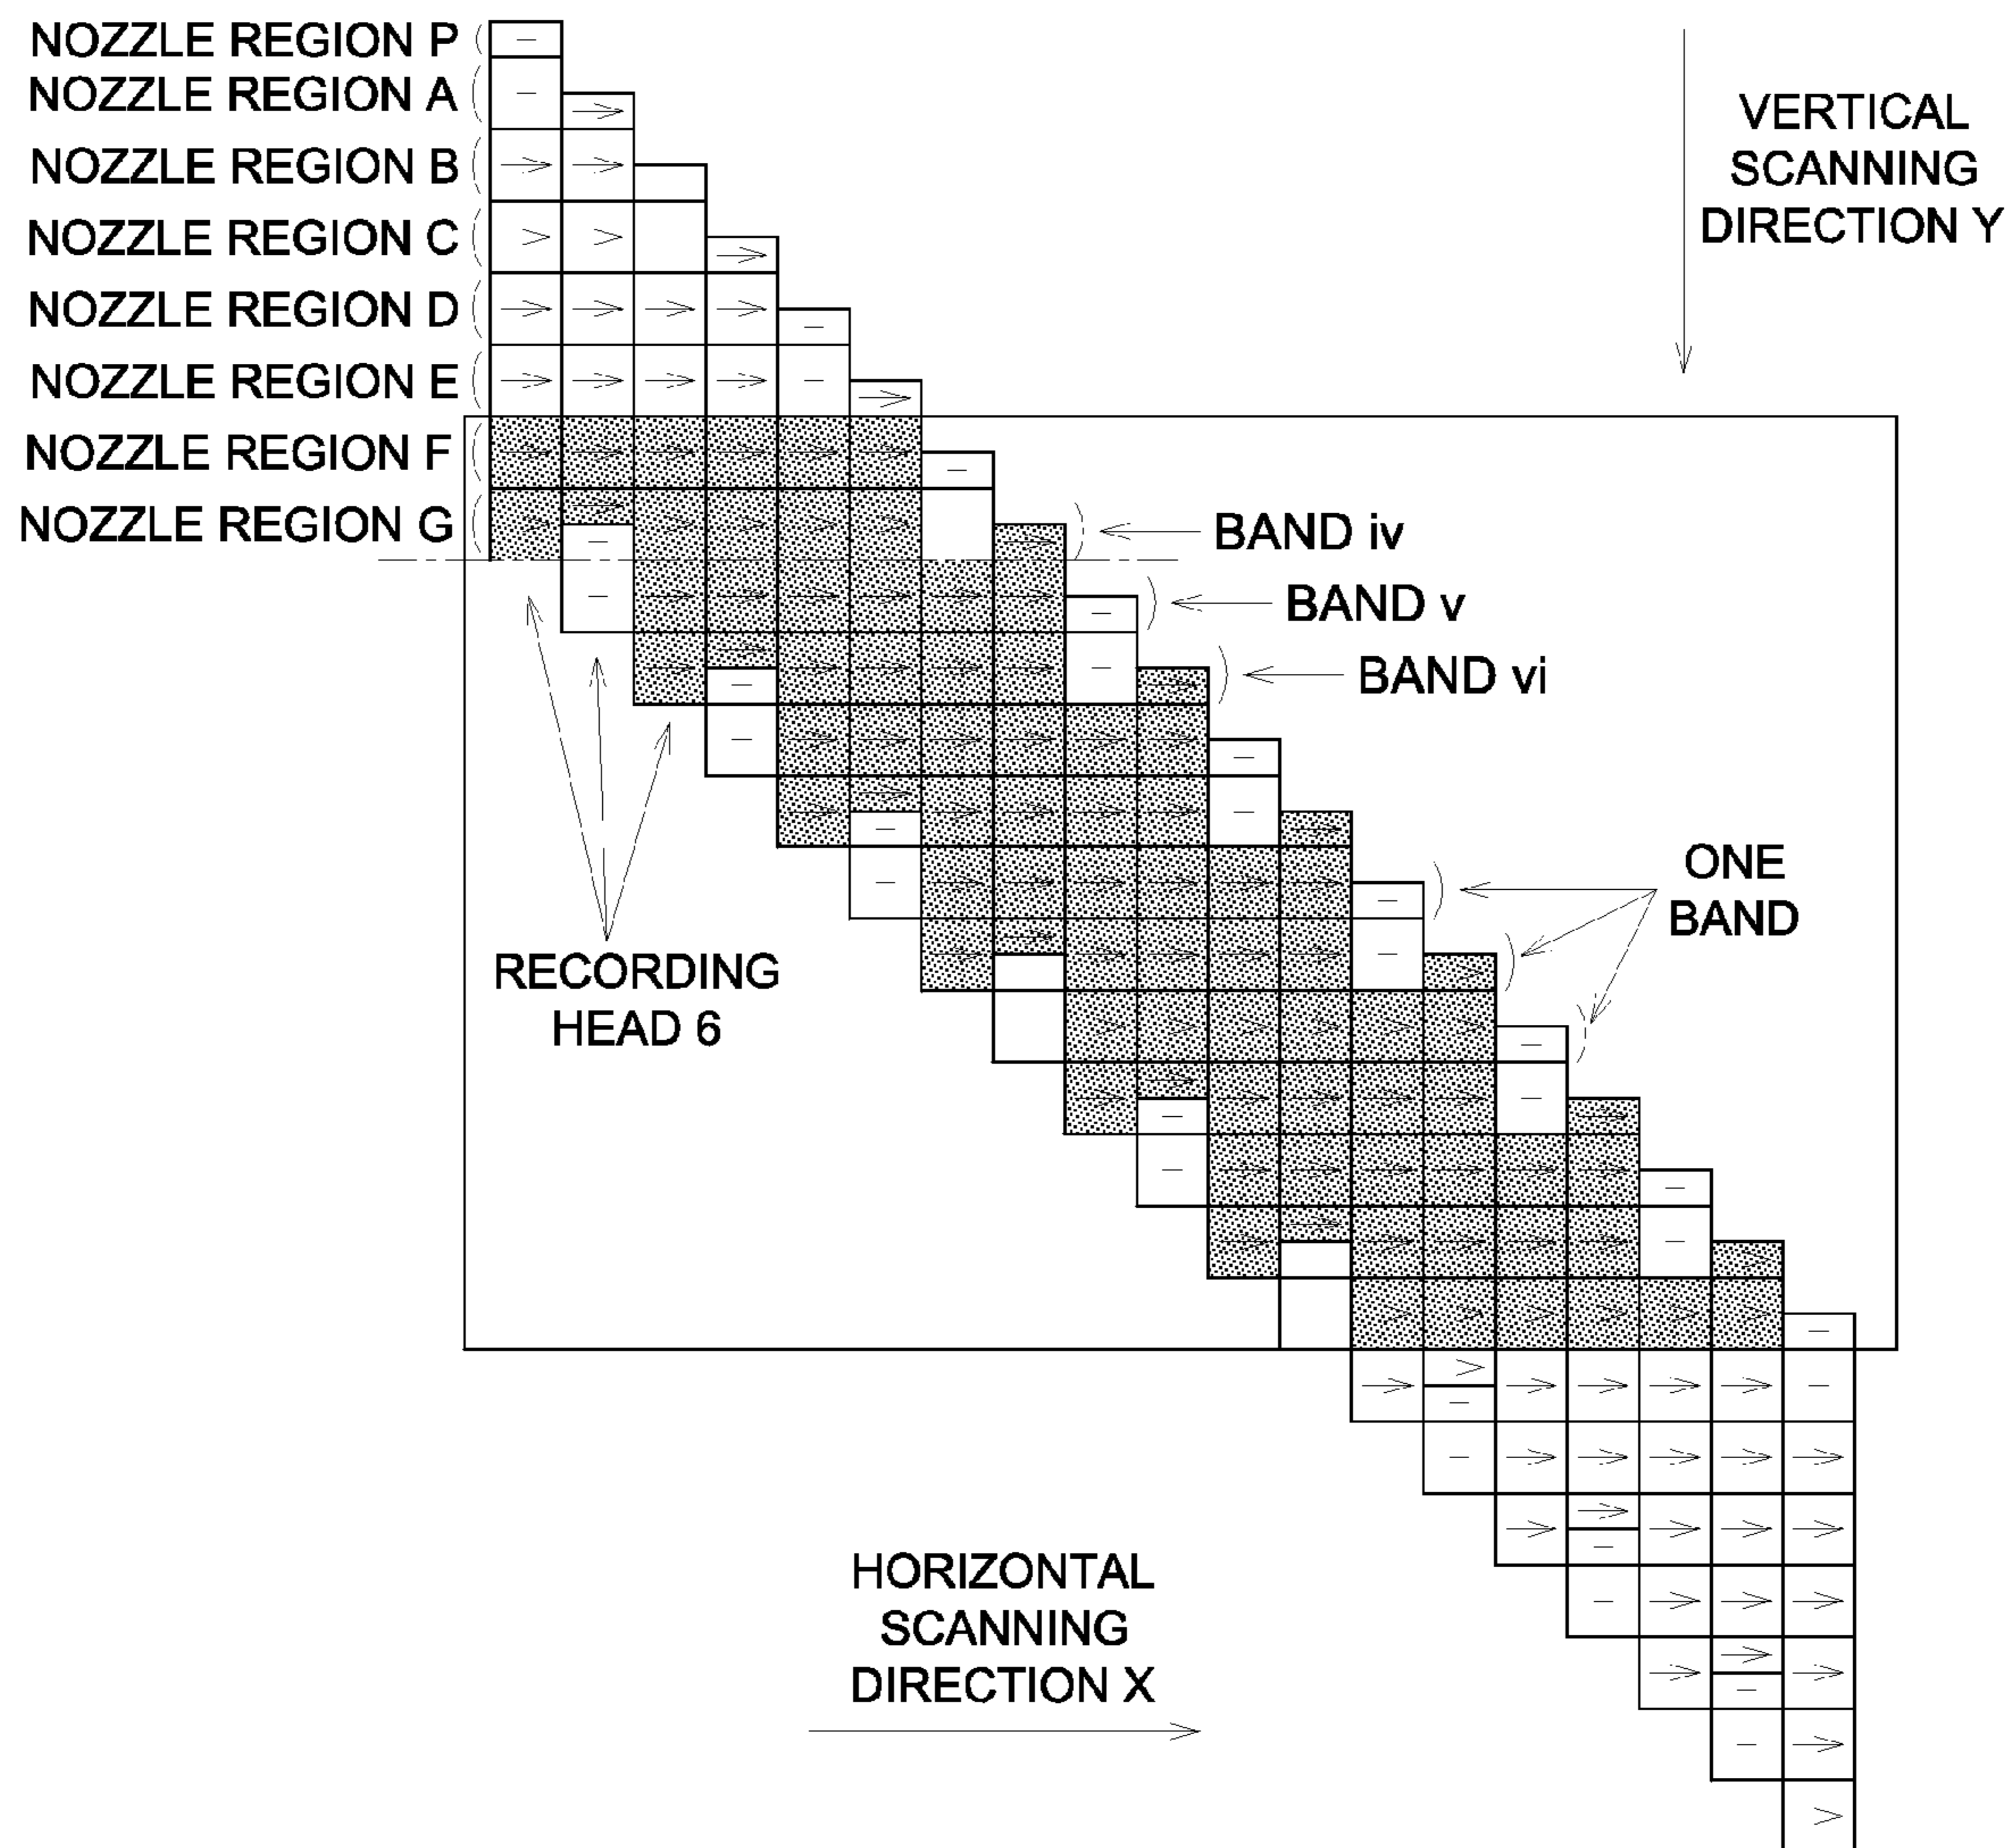 NOZZLE REGION P
NOZZLE REGION A
NOZZLE REGION B
NOZZLE REGION C
NOZZLE REGION D
NOZZLE REGION E
NOZZLE REGION F
NOZZLE REGION G
VERTICAL
SCANNING
DIRECTION Y
BAND iv
BAND v
BAND vi
ONE
BAND
RECORDING
HEAD 6
HORIZONTAL
SCANNING
DIRECTION X